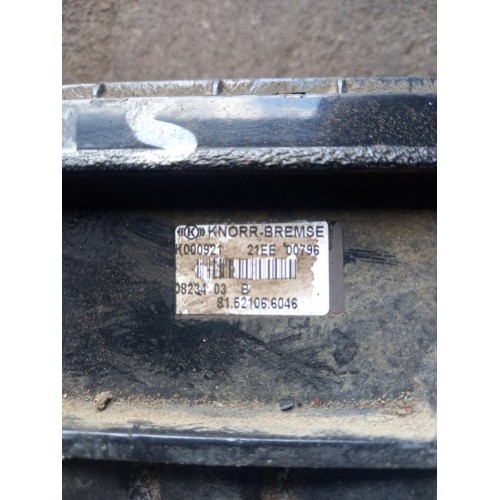 ((K)) KNORR-BREMSE
K000921 21EE 00796
08234 03 B
81.52106.6046
S